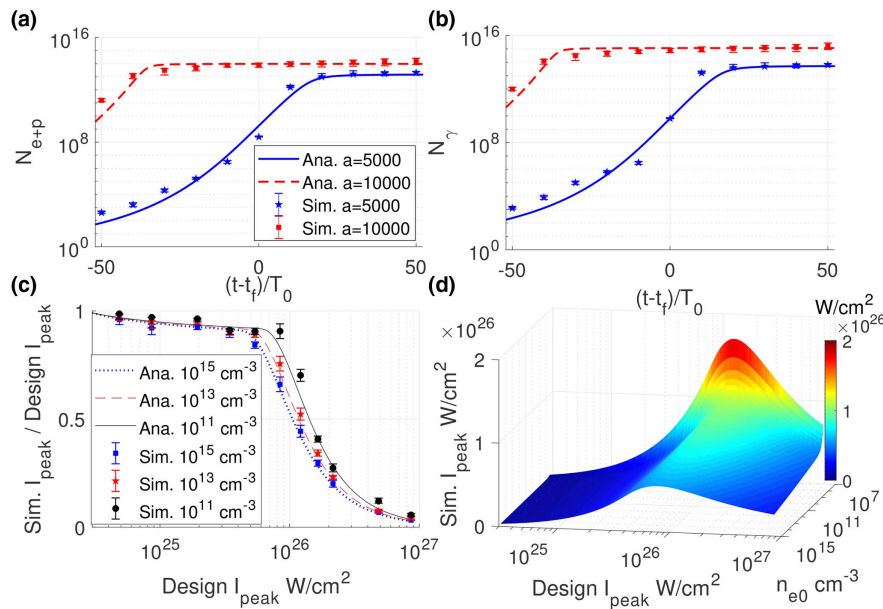 (a)
10^16
10^8
10^0
N_e+p
-50 0 50
(t-t_f)/T_0
Ana. a=5000
Ana. a=10000
Sim. a=5000
Sim. a=10000
(b)
10^16
10^8
10^0
N_γ
-50 0 50
(t-t_f)/T_0
(c)
1
0.5
0
Sim. I_peak / Design I_peak
Ana. 10^15 cm^-3
Ana. 10^13 cm^-3
Ana. 10^11 cm^-3
Sim. 10^15 cm^-3
Sim. 10^13 cm^-3
Sim. 10^11 cm^-3
10^25 10^26 10^27
Design I_peak W/cm^2
(d)
×10^26
2
1
0
Sim. I_peak W/cm^2
10^25
10^26
10^27
Design I_peak W/cm^2
10^7
10^11
10^15
n_e0 cm^-3
W/cm^2
×10^26
2
1
0